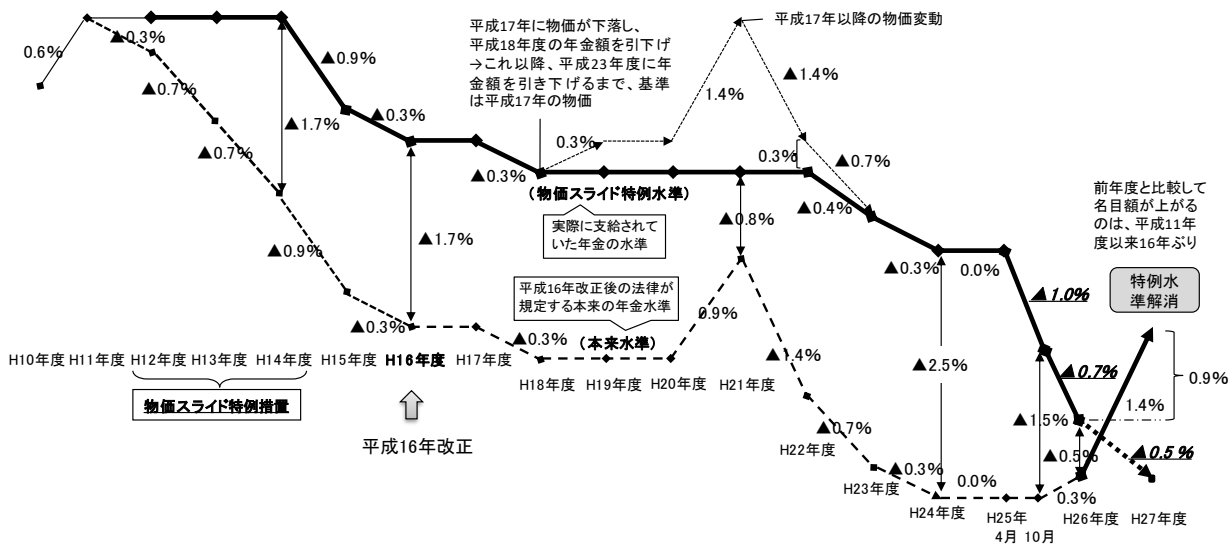 平成17年に物価が下落し、
平成18年度の年金額を引下げ
→これ以降、平成23年度に年
金額を引き下げるまで、基準
は平成17年の物価
平成17年以降の物価変動
0.6%
▲0.3%
▲0.7%
▲0.7%
▲0.9%
▲0.3%
▲1.7%
▲0.9%
▲0.3%
▲1.7%
▲0.3%
▲0.3%
0.3%
1.4%
▲1.4%
0.3%
▲0.7%
(物価スライド特例水準)
実際に支給されて
いた年金の水準
平成16年改正後の法律が
規定する本来の年金水準
(本来水準)
▲0.8%
0.9%
▲1.4%
▲0.7%
▲0.3%
0.0%
▲0.4%
▲0.3%
0.0%
▲2.5%
▲1.0%
▲0.7%
▲1.5%
▲0.5%
0.3%
1.4%
▲0.5%
0.9%
前年度と比較して
名目額が上がる
のは、平成11年
度以来16年ぶり
特例水
準解消
H10年度
H11年度
H12年度
H13年度
H14年度
H15年度
H16年度
H17年度
H18年度
H19年度
H20年度
H21年度
H22年度
H23年度
H24年度
H25年
4月 10月
H26年度
H27年度
物価スライド特例措置
平成16年改正